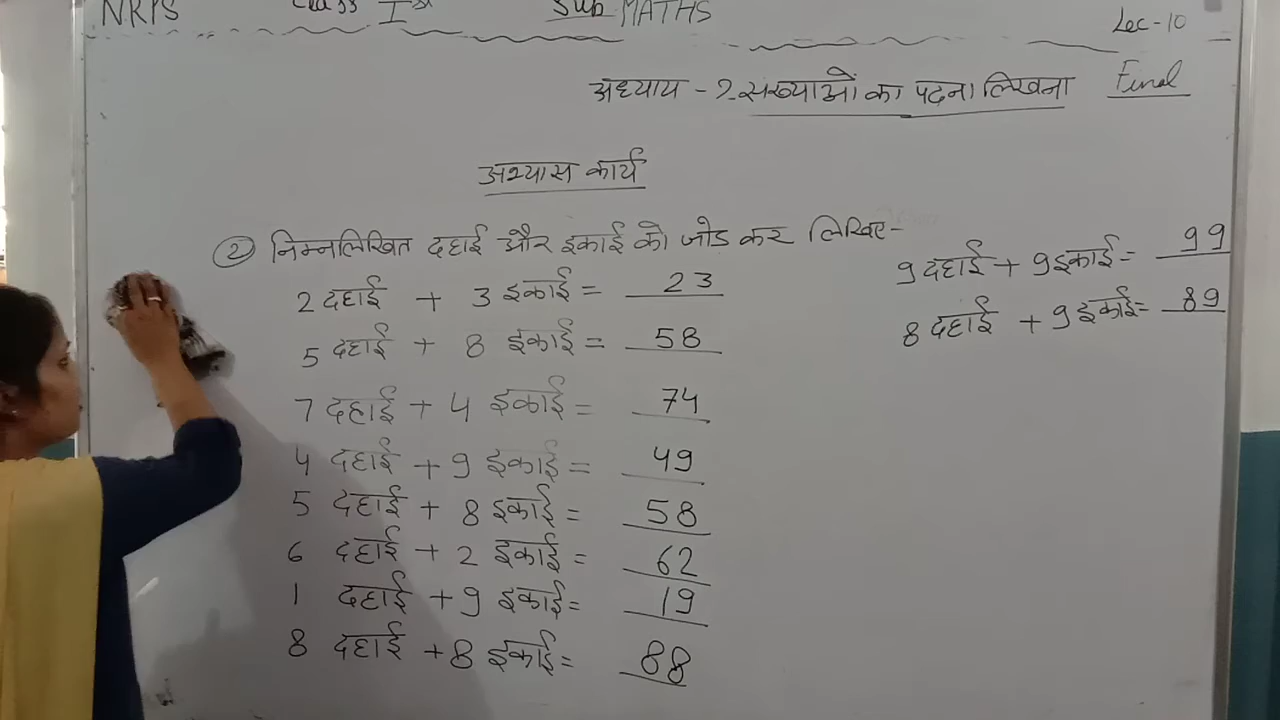 NRPS Class Ist Sub MATHS Lec-10
अध्याय - 2 संख्याओं का पढना लिखना Final
अभ्यास कार्य
(2) निम्नलिखित दहाई और इकाई को जोड कर लिखिए-
2 दहाई + 3 इकाई = 23
5 दहाई + 8 इकाई = 58
7 दहाई + 4 इकाई = 74
4 दहाई + 9 इकाई = 49
5 दहाई + 8 इकाई = 58
6 दहाई + 2 इकाई = 62
1 दहाई + 9 इकाई = 19
8 दहाई + 8 इकाई = 88
9 दहाई + 9 इकाई = 99
8 दहाई + 9 इकाई = 89